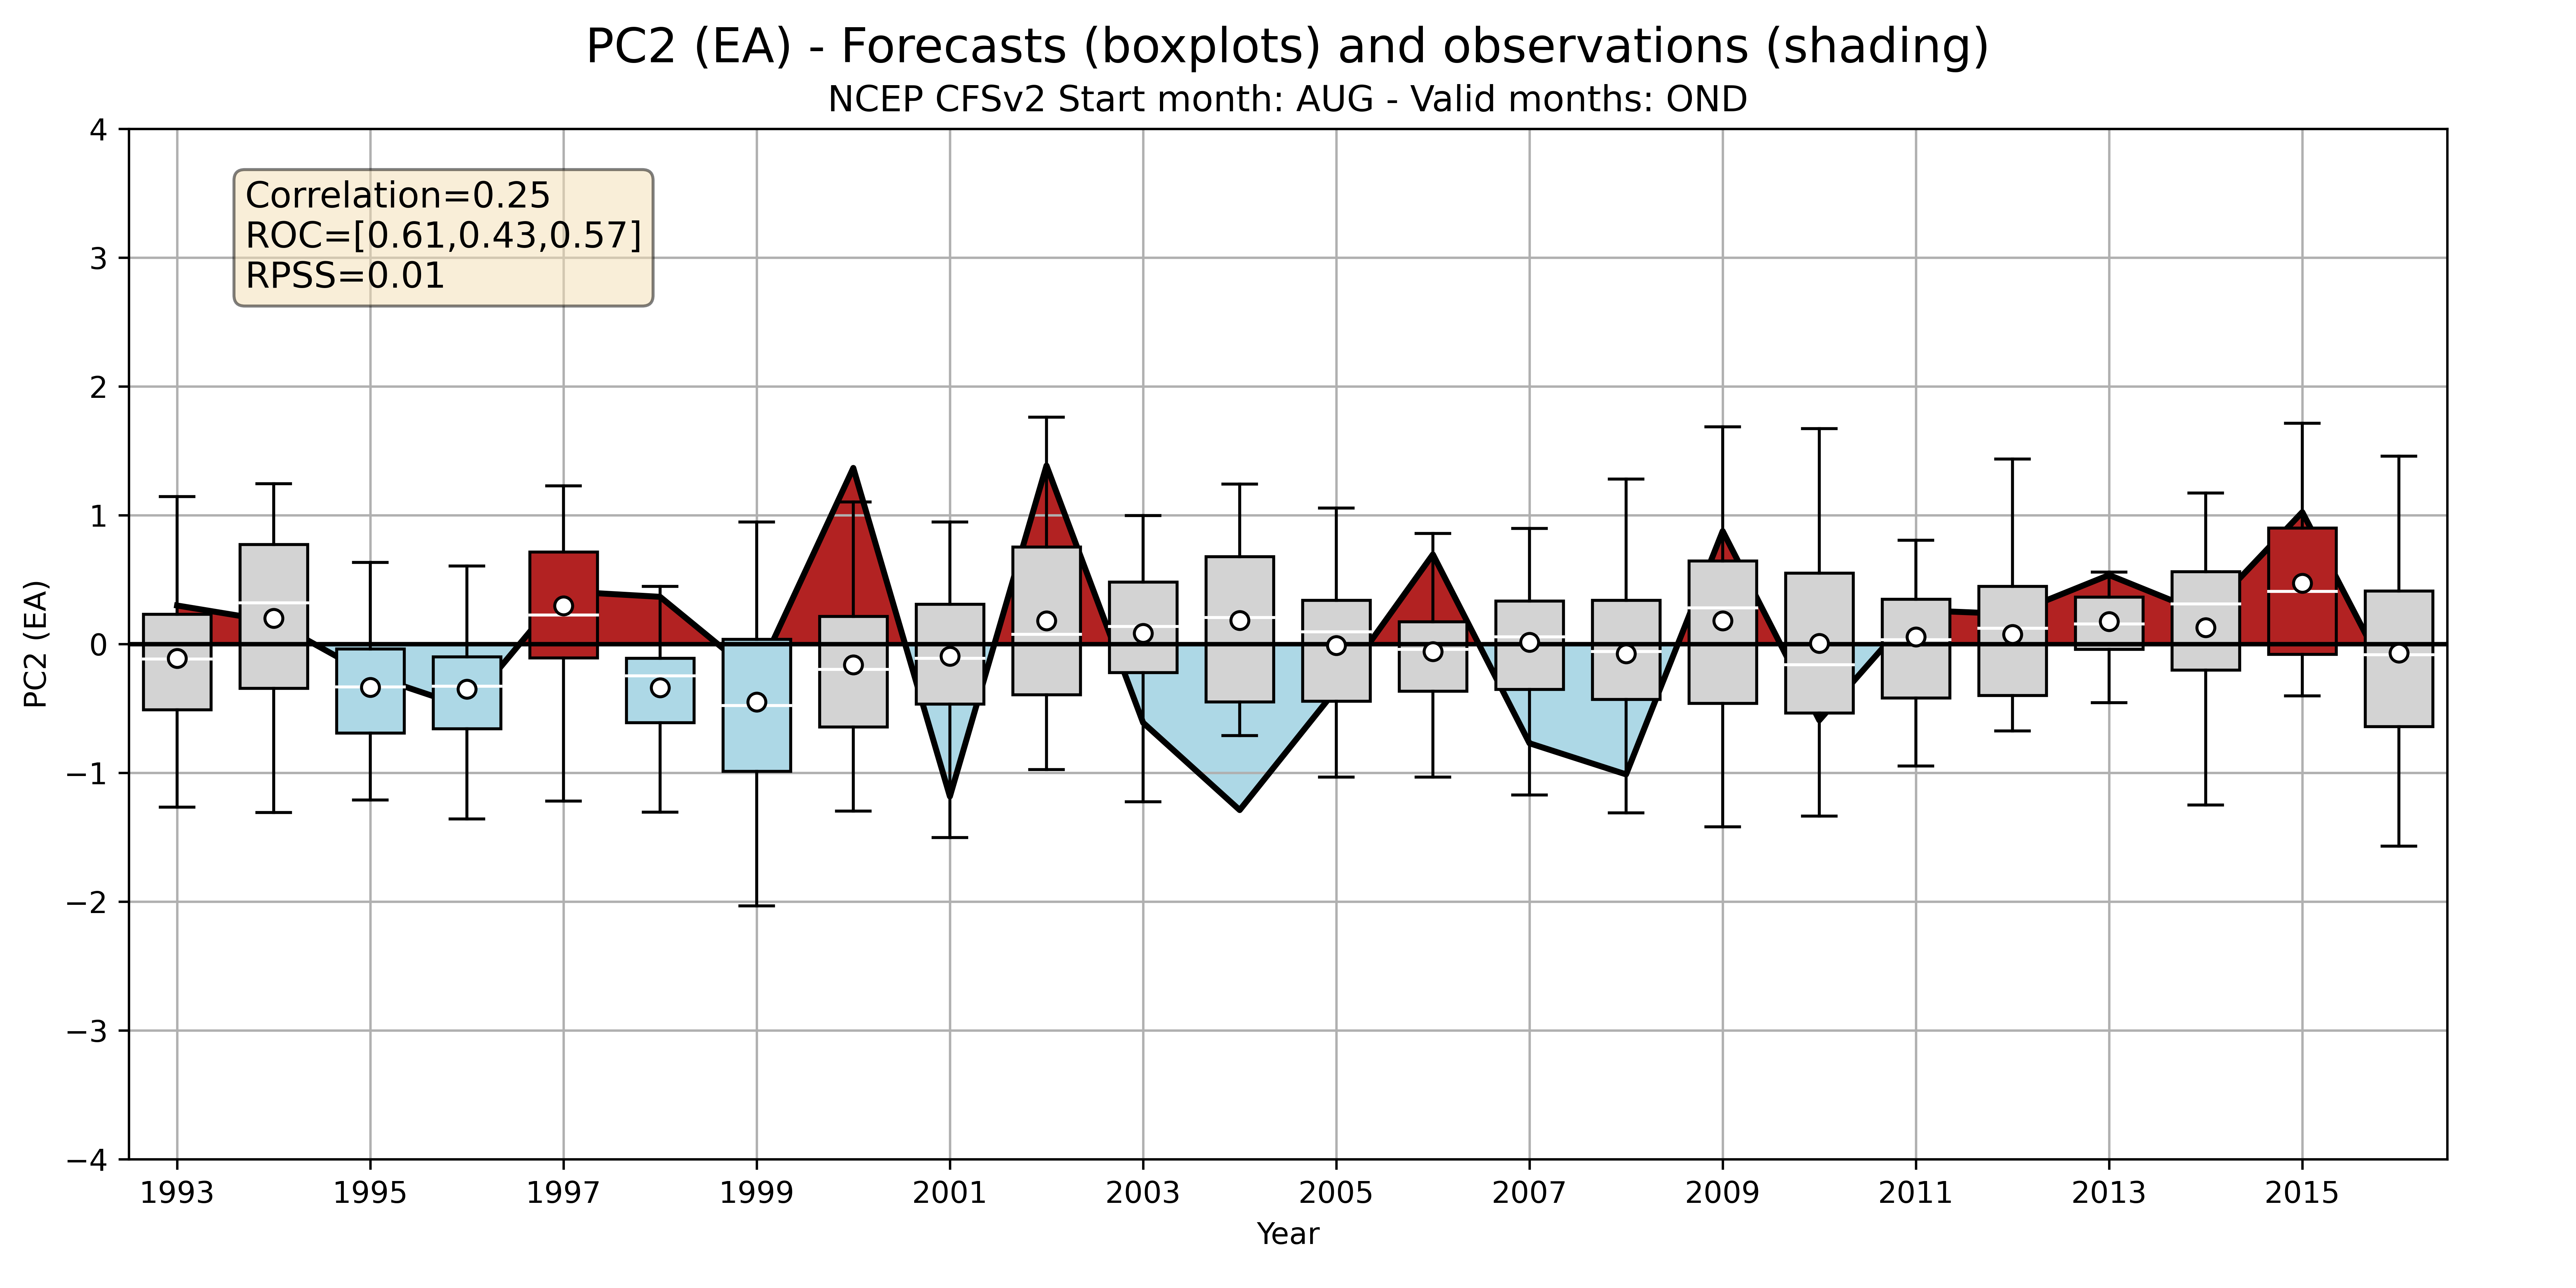 PC2 (EA) - Forecasts (boxplots) and observations (shading)
NCEP CFSv2 Start month: AUG - Valid months: OND
Correlation=0.25
ROC=[0.61,0.43,0.57]
RPSS=0.01
PC2 (EA)
4
3
2
1
0
−1
−2
−3
−4
1993 1995 1997 1999 2001 2003 2005 2007 2009 2011 2013 2015
Year